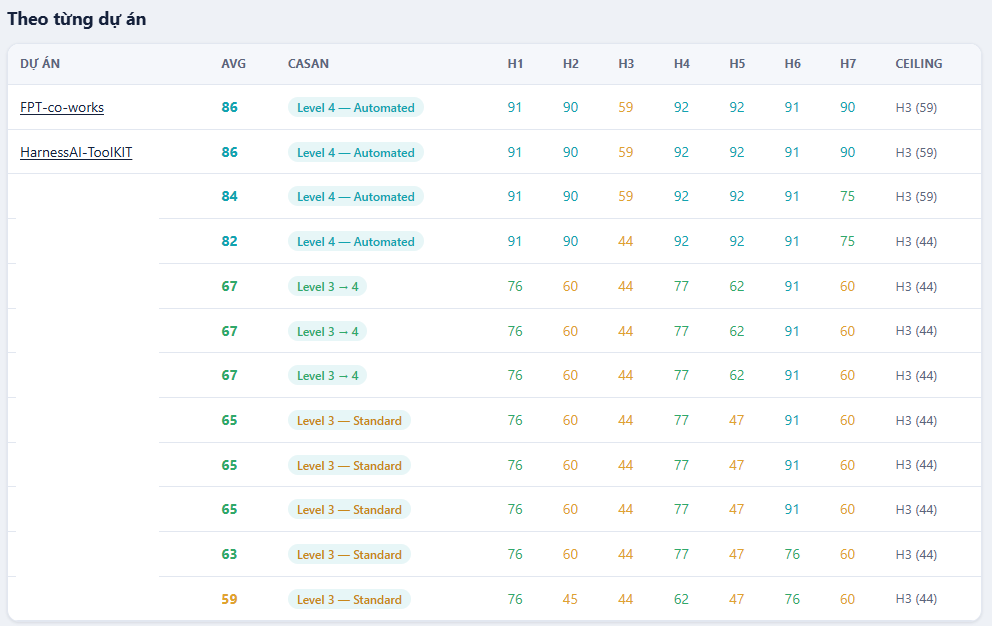 Theo từng dự án
DỰ ÁN AVG CASAN H1 H2 H3 H4 H5 H6 H7 CEILING
FPT-co-works 86 Level 4 — Automated 91 90 59 92 92 91 90 H3 (59)
HarnessAI-ToolKIT 86 Level 4 — Automated 91 90 59 92 92 91 90 H3 (59)
84 Level 4 — Automated 91 90 59 92 92 91 75 H3 (59)
82 Level 4 — Automated 91 90 44 92 92 91 75 H3 (44)
67 Level 3 → 4 76 60 44 77 62 91 60 H3 (44)
67 Level 3 → 4 76 60 44 77 62 91 60 H3 (44)
67 Level 3 → 4 76 60 44 77 62 91 60 H3 (44)
65 Level 3 — Standard 76 60 44 77 47 91 60 H3 (44)
65 Level 3 — Standard 76 60 44 77 47 91 60 H3 (44)
65 Level 3 — Standard 76 60 44 77 47 91 60 H3 (44)
63 Level 3 — Standard 76 60 44 77 47 76 60 H3 (44)
59 Level 3 — Standard 76 45 44 62 47 76 60 H3 (44)